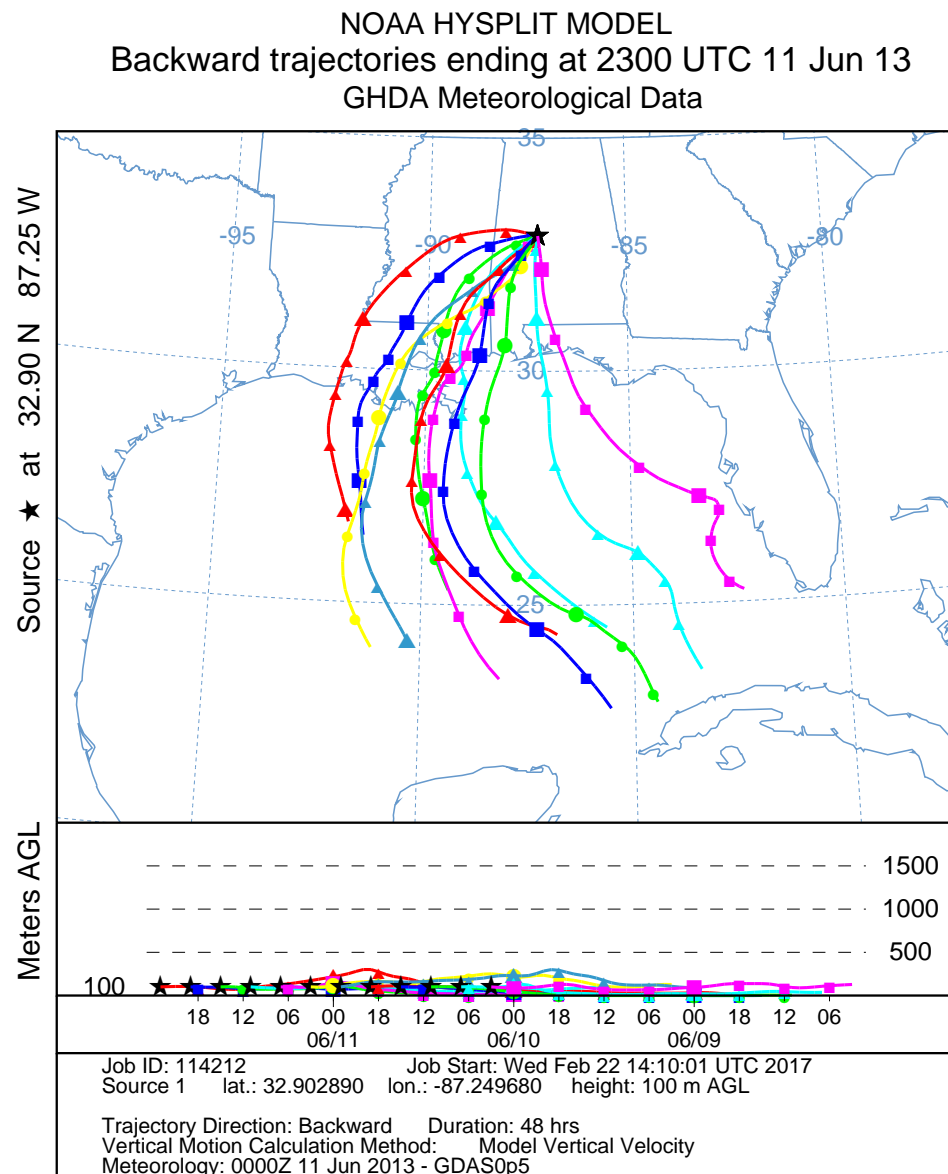 NOAA HYSPLIT MODEL
Backward trajectories ending at 2300 UTC 11 Jun 13
GHDA Meteorological Data
Source ★ at 32.90 N 87.25 W
35
-95
-90
-85
-80
30
25
Meters AGL
1500
1000
500
100
18 12 06 00 18 12 06 00 18 12 06 00 18 12 06
06/11 06/10 06/09
Job ID: 114212 Job Start: Wed Feb 22 14:10:01 UTC 2017
Source 1 lat.: 32.902890 lon.: -87.249680 height: 100 m AGL
Trajectory Direction: Backward Duration: 48 hrs
Vertical Motion Calculation Method: Model Vertical Velocity
Meteorology: 0000Z 11 Jun 2013 - GDAS0p5